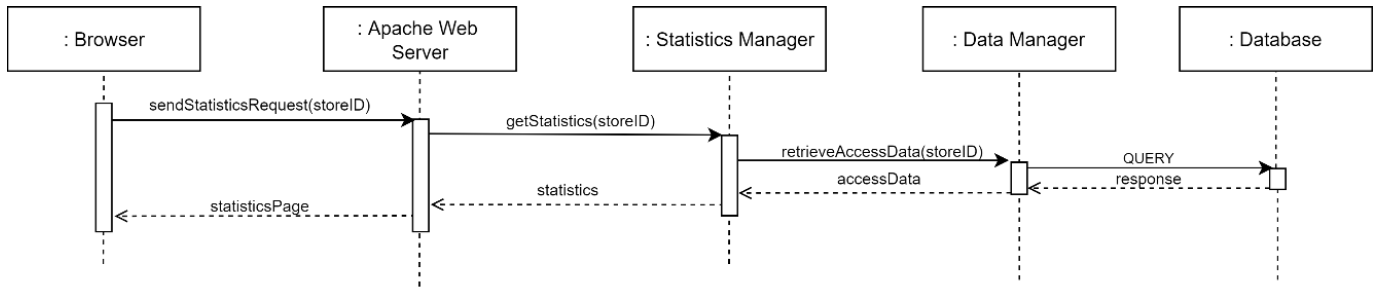 : Browser
: Apache Web
Server
: Statistics Manager
: Data Manager
: Database
sendStatisticsRequest(storeID)
getStatistics(storeID)
retrieveAccessData(storeID)
QUERY
response
accessData
statistics
statisticsPage